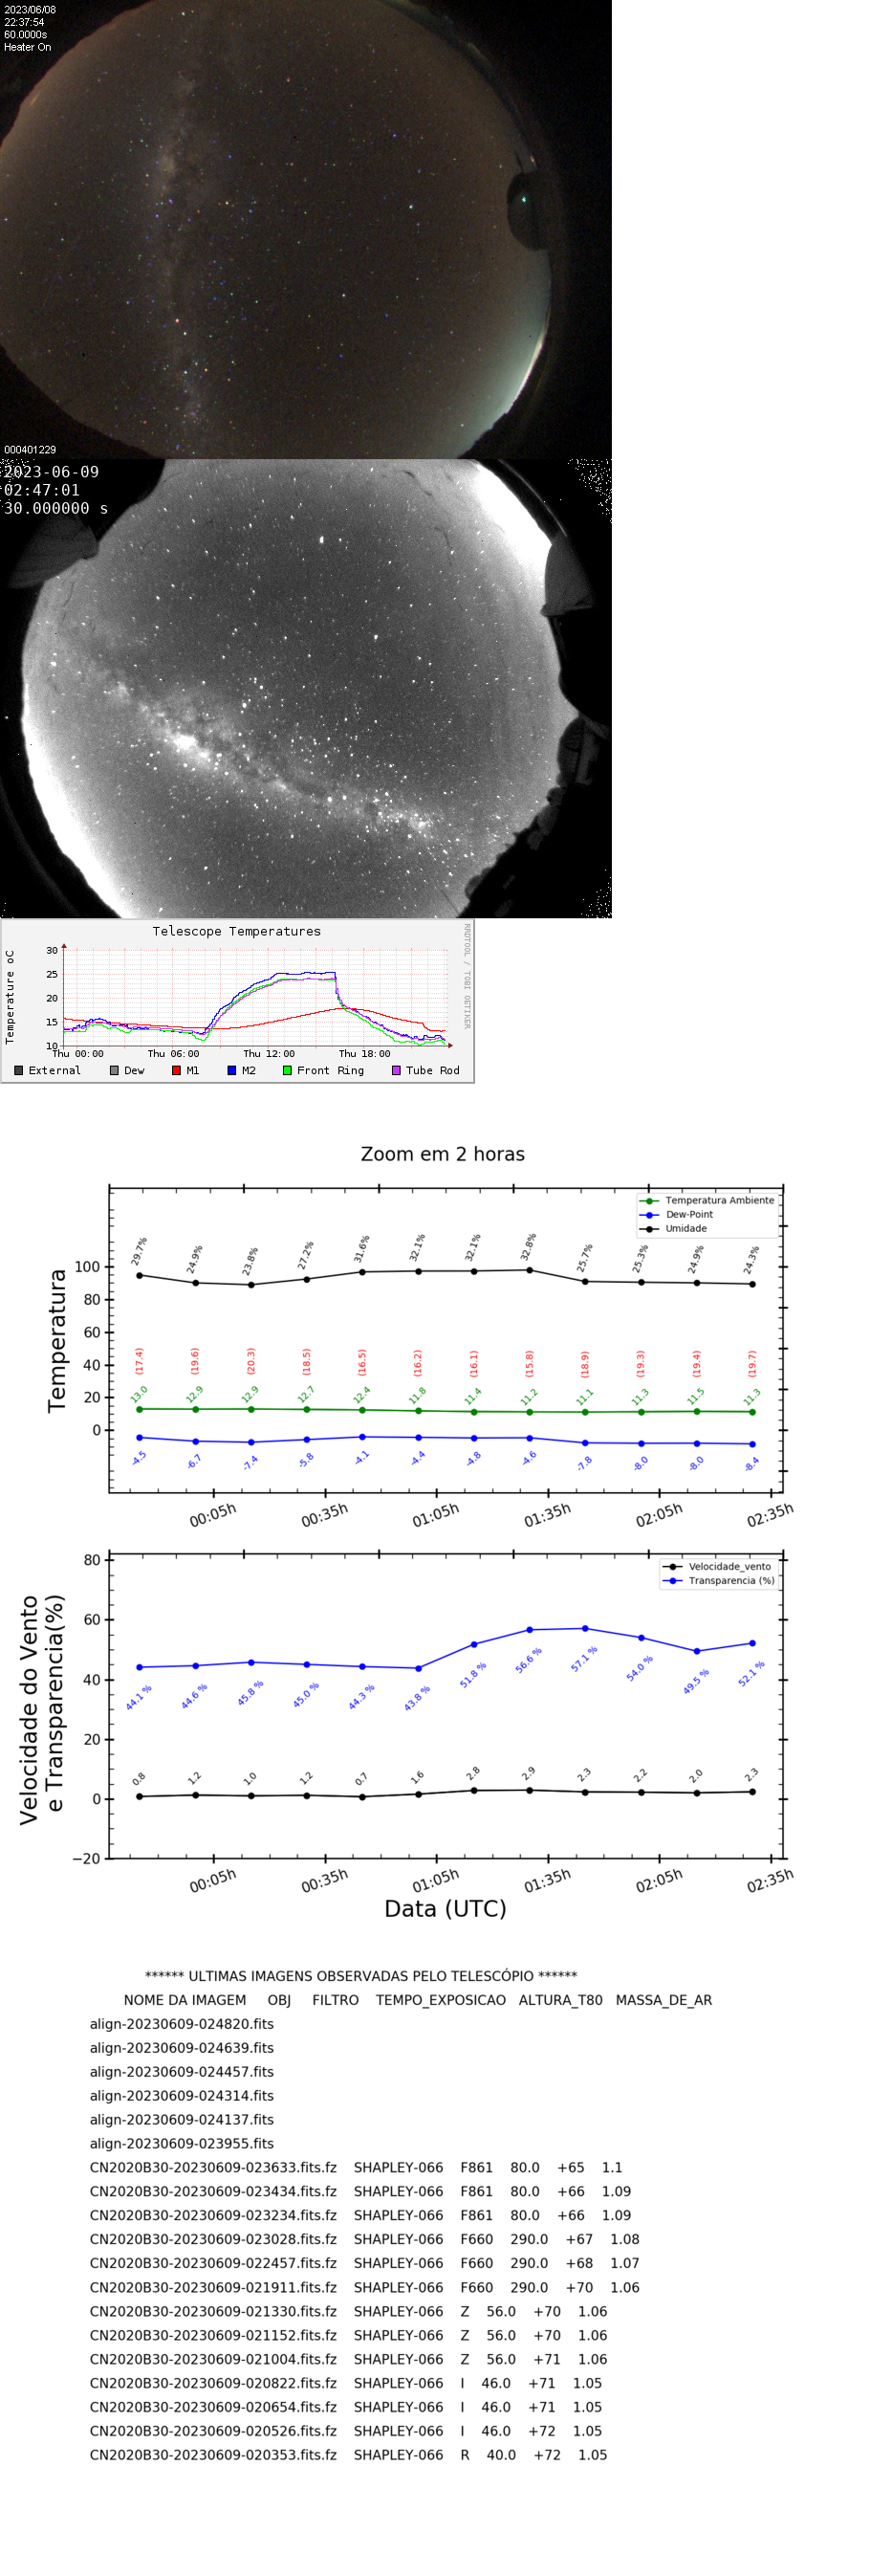 2023/06/08
22:37:54
60.0000s
Heater On
000401229
2023-06-09
02:47:01
30.000000 s
Telescope Temperatures
RRDTOOL / TOBI OETIKER
Temperature oC
30
25
20
15
10
Thu 00:00 Thu 06:00 Thu 12:00 Thu 18:00
External Dew M1 M2 Front Ring Tube Rod
Zoom em 2 horas
Temperatura Ambiente
Dew-Point
Umidade
Temperatura
100
80
60
40
20
0
29.7% 24.9% 23.8% 27.2% 31.6% 32.1% 32.1% 32.8% 25.7% 25.3% 24.9% 24.3%
(17.4) (19.6) (20.3) (18.5) (16.5) (16.2) (16.1) (15.8) (18.9) (19.3) (19.4) (19.7)
13.0 12.9 12.9 12.7 12.4 11.8 11.4 11.2 11.1 11.3 11.5 11.3
-4.5 -6.7 -7.4 -5.8 -4.1 -4.4 -4.8 -4.6 -7.8 -8.0 -8.0 -8.4
00:05h 00:35h 01:05h 01:35h 02:05h 02:35h
Velocidade_vento
Transparencia (%)
Velocidade do Vento
e Transparencia(%)
80
60
40
20
0
−20
44.1 % 44.6 % 45.8 % 45.0 % 44.3 % 43.8 % 51.8 % 56.6 % 57.1 % 54.0 % 49.5 % 52.1 %
0.8 1.2 1.0 1.2 0.7 1.6 2.8 2.9 2.3 2.2 2.0 2.3
00:05h 00:35h 01:05h 01:35h 02:05h 02:35h
Data (UTC)
****** ULTIMAS IMAGENS OBSERVADAS PELO TELESCÓPIO ******
NOME DA IMAGEM OBJ FILTRO TEMPO_EXPOSICAO ALTURA_T80 MASSA_DE_AR
align-20230609-024820.fits
align-20230609-024639.fits
align-20230609-024457.fits
align-20230609-024314.fits
align-20230609-024137.fits
align-20230609-023955.fits
CN2020B30-20230609-023633.fits.fz SHAPLEY-066 F861 80.0 +65 1.1
CN2020B30-20230609-023434.fits.fz SHAPLEY-066 F861 80.0 +66 1.09
CN2020B30-20230609-023234.fits.fz SHAPLEY-066 F861 80.0 +66 1.09
CN2020B30-20230609-023028.fits.fz SHAPLEY-066 F660 290.0 +67 1.08
CN2020B30-20230609-022457.fits.fz SHAPLEY-066 F660 290.0 +68 1.07
CN2020B30-20230609-021911.fits.fz SHAPLEY-066 F660 290.0 +70 1.06
CN2020B30-20230609-021330.fits.fz SHAPLEY-066 Z 56.0 +70 1.06
CN2020B30-20230609-021152.fits.fz SHAPLEY-066 Z 56.0 +70 1.06
CN2020B30-20230609-021004.fits.fz SHAPLEY-066 Z 56.0 +71 1.06
CN2020B30-20230609-020822.fits.fz SHAPLEY-066 I 46.0 +71 1.05
CN2020B30-20230609-020654.fits.fz SHAPLEY-066 I 46.0 +71 1.05
CN2020B30-20230609-020526.fits.fz SHAPLEY-066 I 46.0 +72 1.05
CN2020B30-20230609-020353.fits.fz SHAPLEY-066 R 40.0 +72 1.05